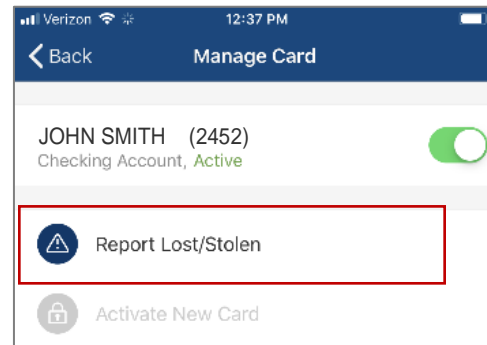 Verizon 12:37 PM
Back Manage Card
JOHN SMITH (2452)
Checking Account, Active
Report Lost/Stolen
Activate New Card